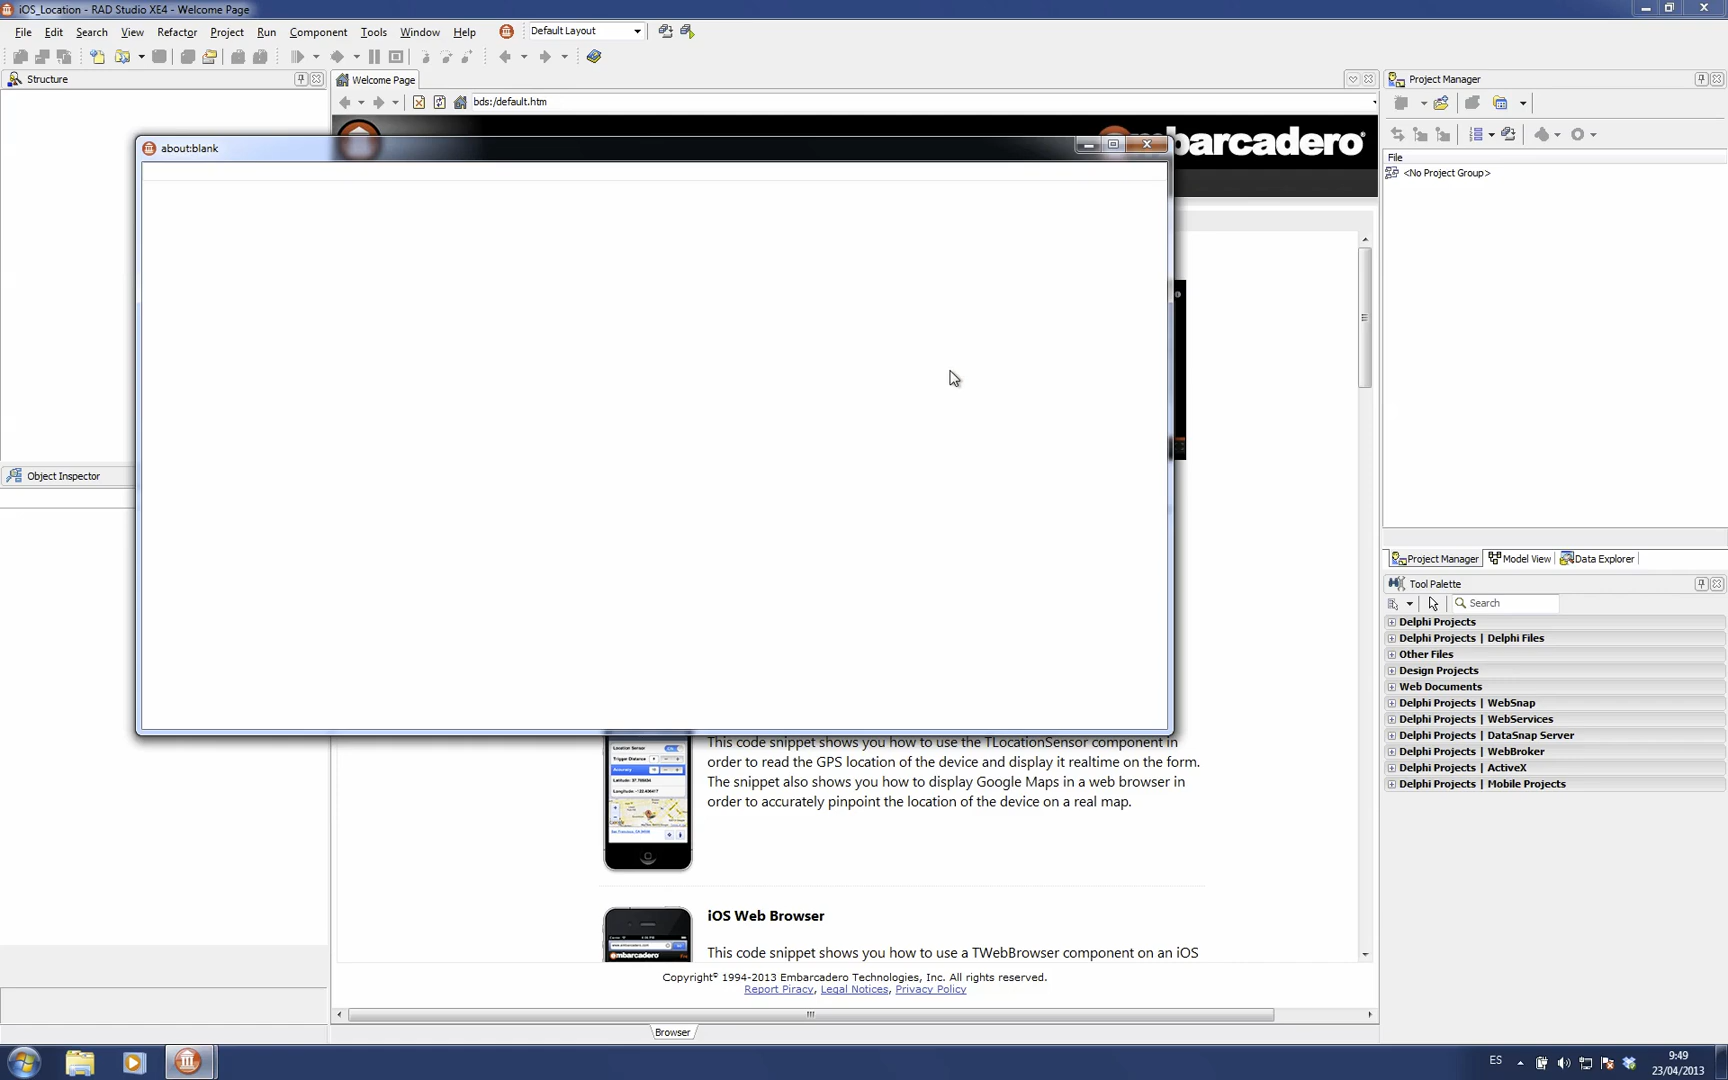 iOS_Location - RAD Studio XE4 - Welcome Page
File Edit Search View Refactor Project Run Component Tools Window Help
Default Layout
Structure
Welcome Page
Project Manager
bds:/default.htm
embarcadero
about:blank
File
<No Project Group>
Object Inspector
Project Manager
Model View
Data Explorer
Tool Palette
Search
Delphi Projects
Delphi Projects | Delphi Files
Other Files
Design Projects
Web Documents
Delphi Projects | WebSnap
Delphi Projects | WebServices
Delphi Projects | DataSnap Server
Delphi Projects | WebBroker
Delphi Projects | ActiveX
Delphi Projects | Mobile Projects
Location Sensor
Trigger Distance
Accuracy
This code snippet shows you how to use the TLocationSensor component in
order to read the GPS location of the device and display it realtime on the form.
The snippet also shows you how to display Google Maps in a web browser in
order to accurately pinpoint the location of the device on a real map.
iOS Web Browser
This code snippet shows you how to use a TWebBrowser component on an iOS
Copyright© 1994-2013 Embarcadero Technologies, Inc. All rights reserved.
Report Piracy, Legal Notices, Privacy Policy
Browser
ES
9:49
23/04/2013